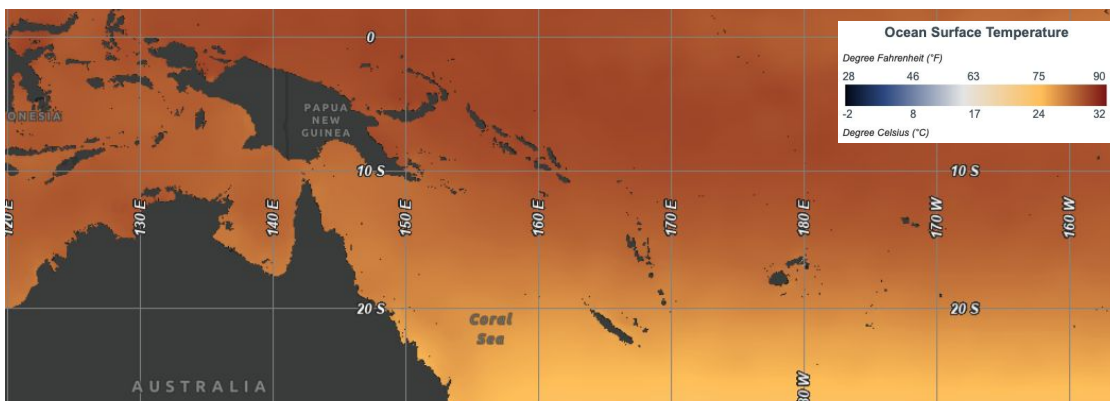 Ocean Surface Temperature
Degree Fahrenheit (°F)
28 46 63 75 90
-2 8 17 24 32
Degree Celsius (°C)
0
ONESIA
PAPUA
NEW
GUINEA
10 S 10 S
120 E 130 E 140 E 150 E 160 E 170 E 180 E 170 W 160 W
20 S 20 S
Coral
Sea
AUSTRALIA
80 W